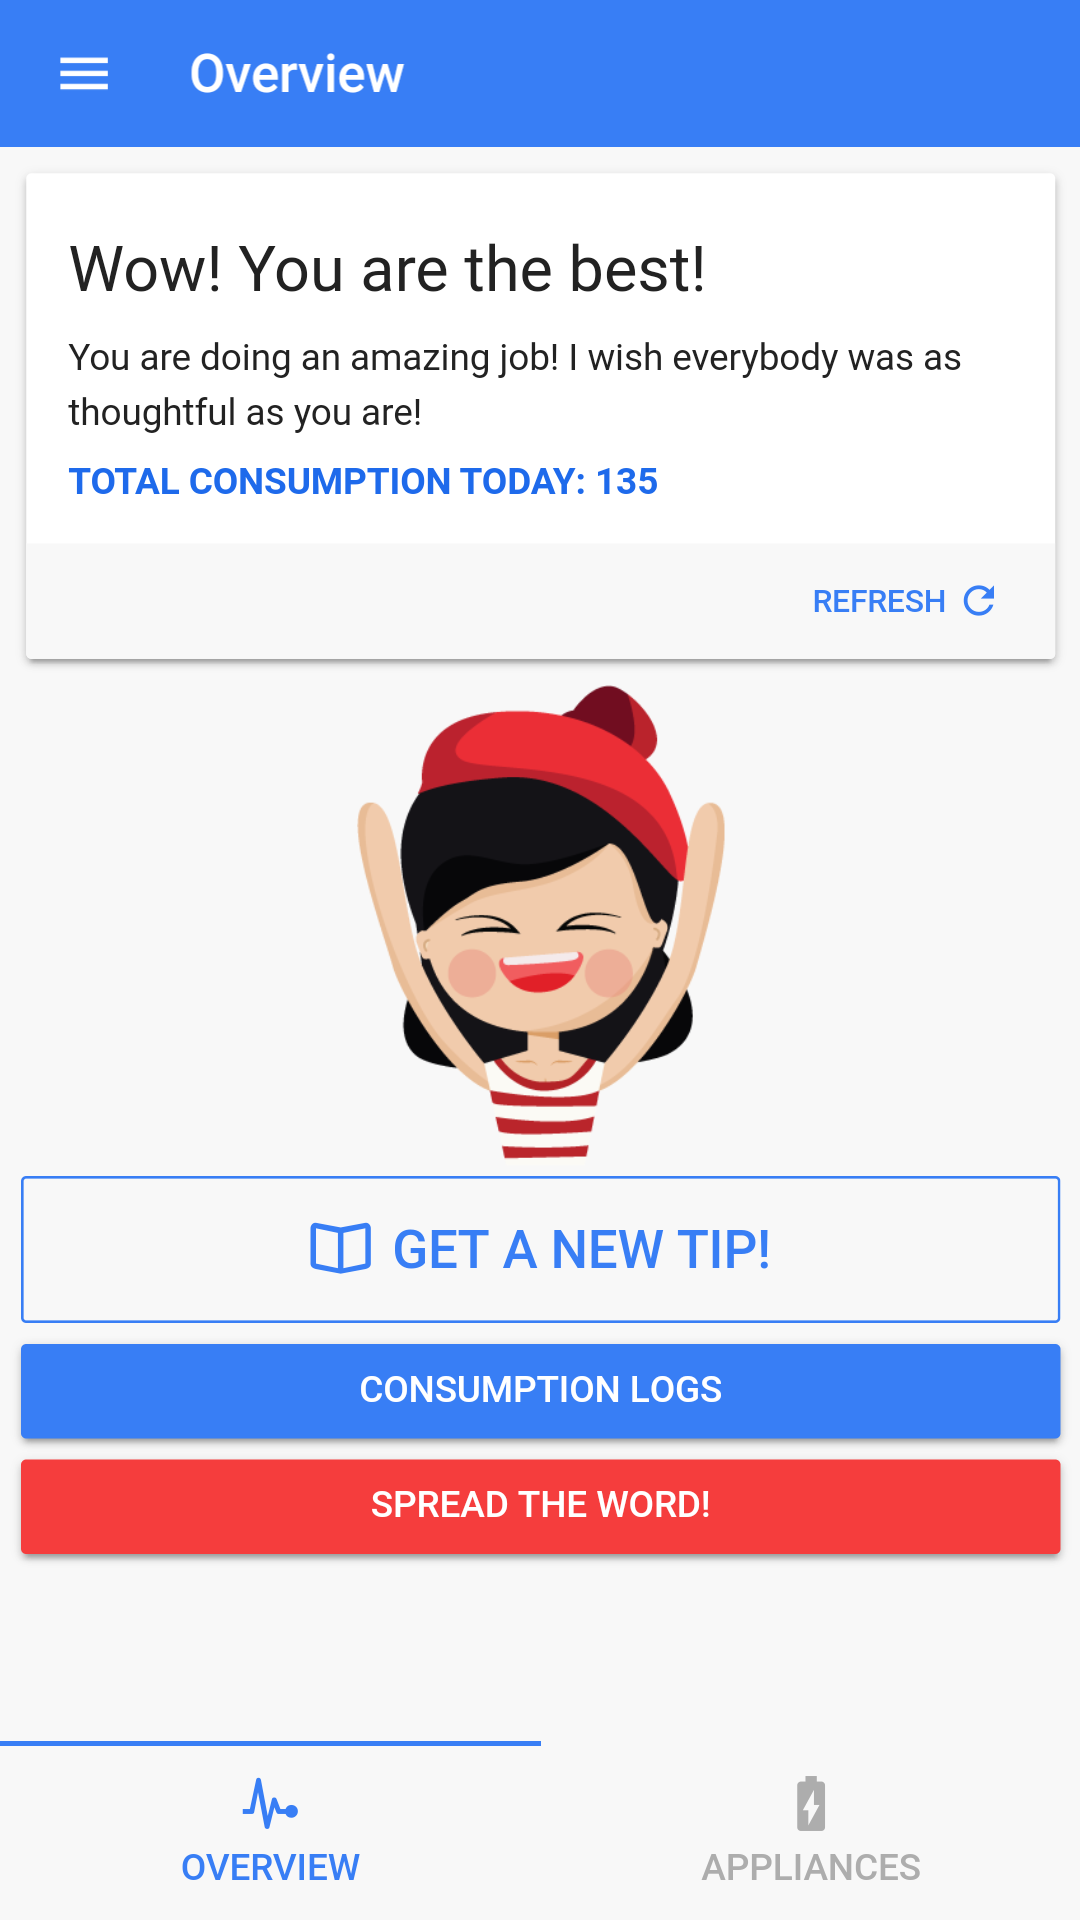 Overview
Wow! You are the best!
You are doing an amazing job! I wish everybody was as
thoughtful as you are!
TOTAL CONSUMPTION TODAY: 135
REFRESH
GET A NEW TIP!
CONSUMPTION LOGS
SPREAD THE WORD!
OVERVIEW
APPLIANCES